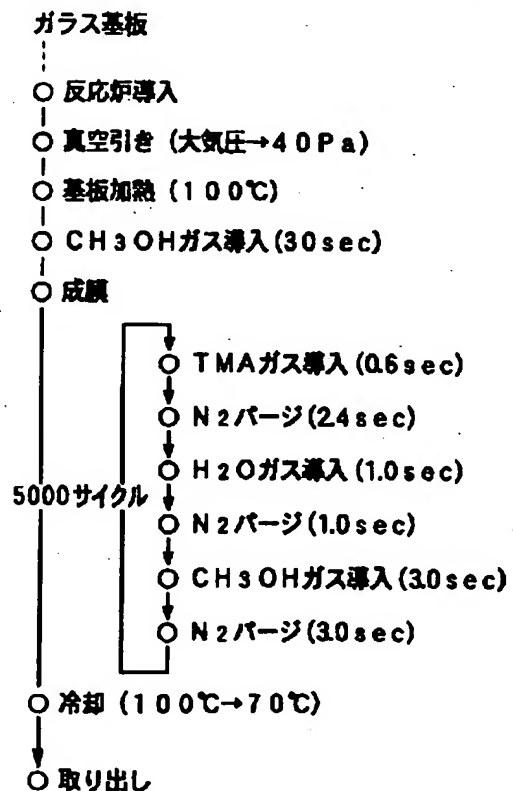 ガラス基板
反応炉導入
真空引き (大気圧→40Pa)
基板加熱 (100℃)
CH3OHガス導入(30sec)
成膜
TMAガス導入(0.6sec)
N2パージ(2.4sec)
H2Oガス導入(1.0sec)
5000サイクル
N2パージ(1.0sec)
CH3OHガス導入(3.0sec)
N2パージ(3.0sec)
冷却 (100℃→70℃)
取り出し